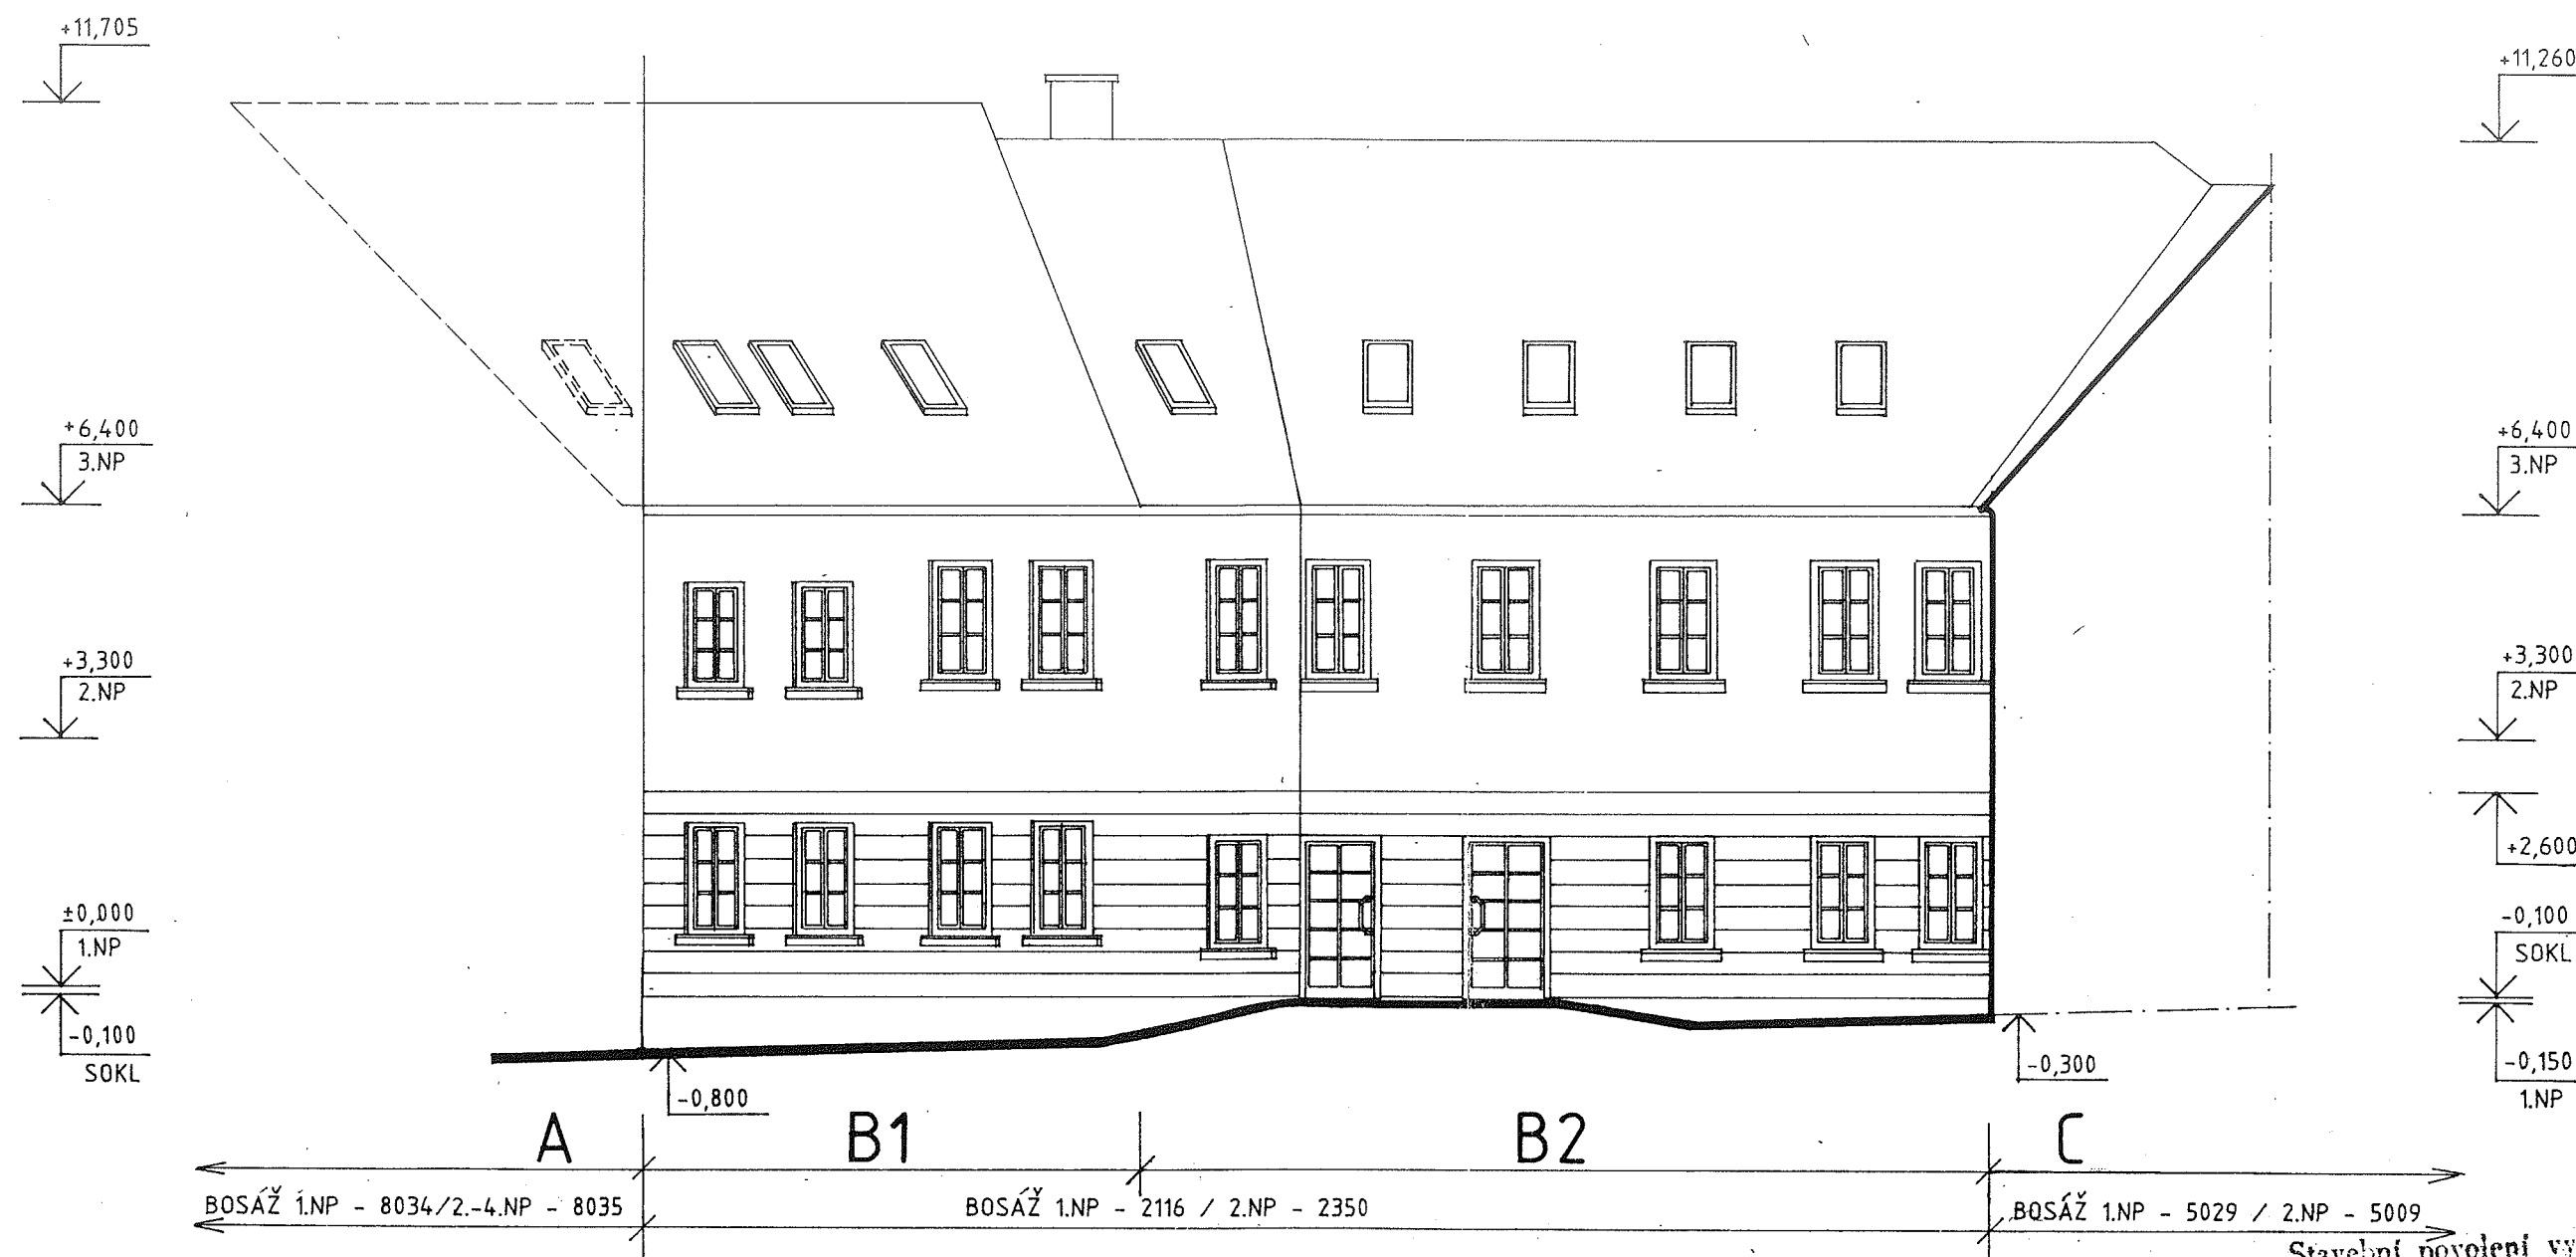 +11,705
+11,260
+6,400
3.NP
+6,400
3.NP
+3,300
2.NP
+3,300
2.NP
+2,600
±0,000
1.NP
-0,100
SOKL
-0,100
SOKL
-0,150
1.NP
-0,800
-0,300
A B1 B2 C
BOSÁŽ 1.NP - 8034/2.-4.NP - 8035
BOSÁŽ 1.NP - 2116 / 2.NP - 2350
BOSÁŽ 1.NP - 5029 / 2.NP - 5009
Stavební povolení